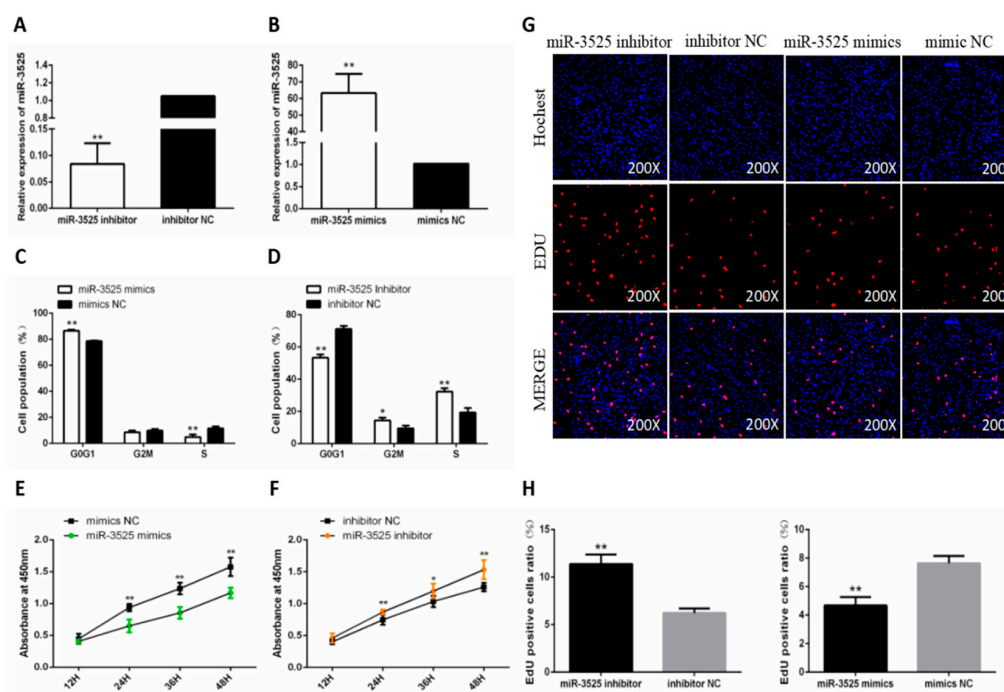 A
Relative expression of miR-3525
1.4
1.2
1.0
0.8
0.15
0.10
0.05
0.00
**
miR-3525 inhibitor
inhibitor NC
B
Relative expression of miR-3525
80
70
60
50
40
1.5
1.0
0.5
0.0
**
miR-3525 mimics
mimics NC
C
miR-3525 mimics
mimics NC
Cell population (%)
100
80
60
40
20
0
**
**
G0G1
G2M
S
D
miR-3525 Inhibitor
inhibitor NC
Cell population (%)
80
60
40
20
0
**
*
**
G0G1
G2M
S
E
mimics NC
miR-3525 mimics
Absorbance at 450nm
2.0
1.5
1.0
0.5
0.0
**
**
**
12H
24H
36H
48H
F
inhibitor NC
miR-3525 inhibitor
Absorbance at 450nm
2.0
1.5
1.0
0.5
0.0
**
*
**
12H
24H
36H
48H
G
miR-3525 inhibitor
inhibitor NC
miR-3525 mimics
mimic NC
Hochest
200X
200X
200X
200X
EDU
200X
200X
200X
200X
MERGE
200X
200X
200X
200X
H
EdU positive cells ratio (%)
15
10
5
0
**
miR-3525 inhibitor
inhibitor NC
EdU positive cells ratio (%)
10
8
6
4
2
0
**
miR-3525 mimics
mimics NC